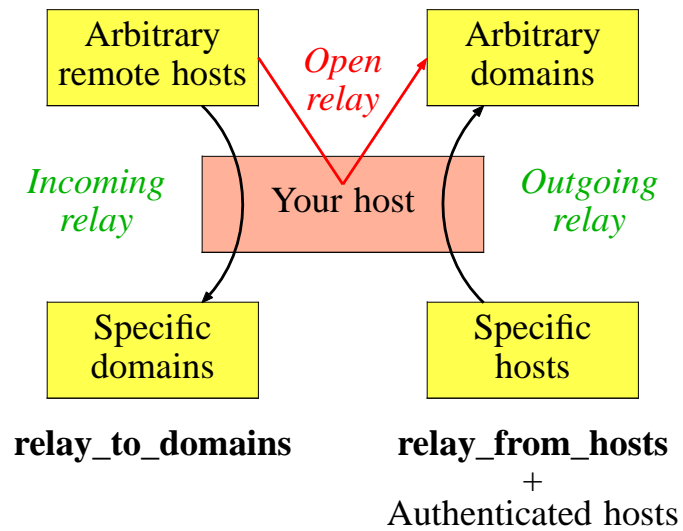 Arbitrary
remote hosts
Open
relay
Arbitrary
domains
Incoming
relay
Your host
Outgoing
relay
Specific
domains
Specific
hosts
relay_to_domains
relay_from_hosts
+
Authenticated hosts